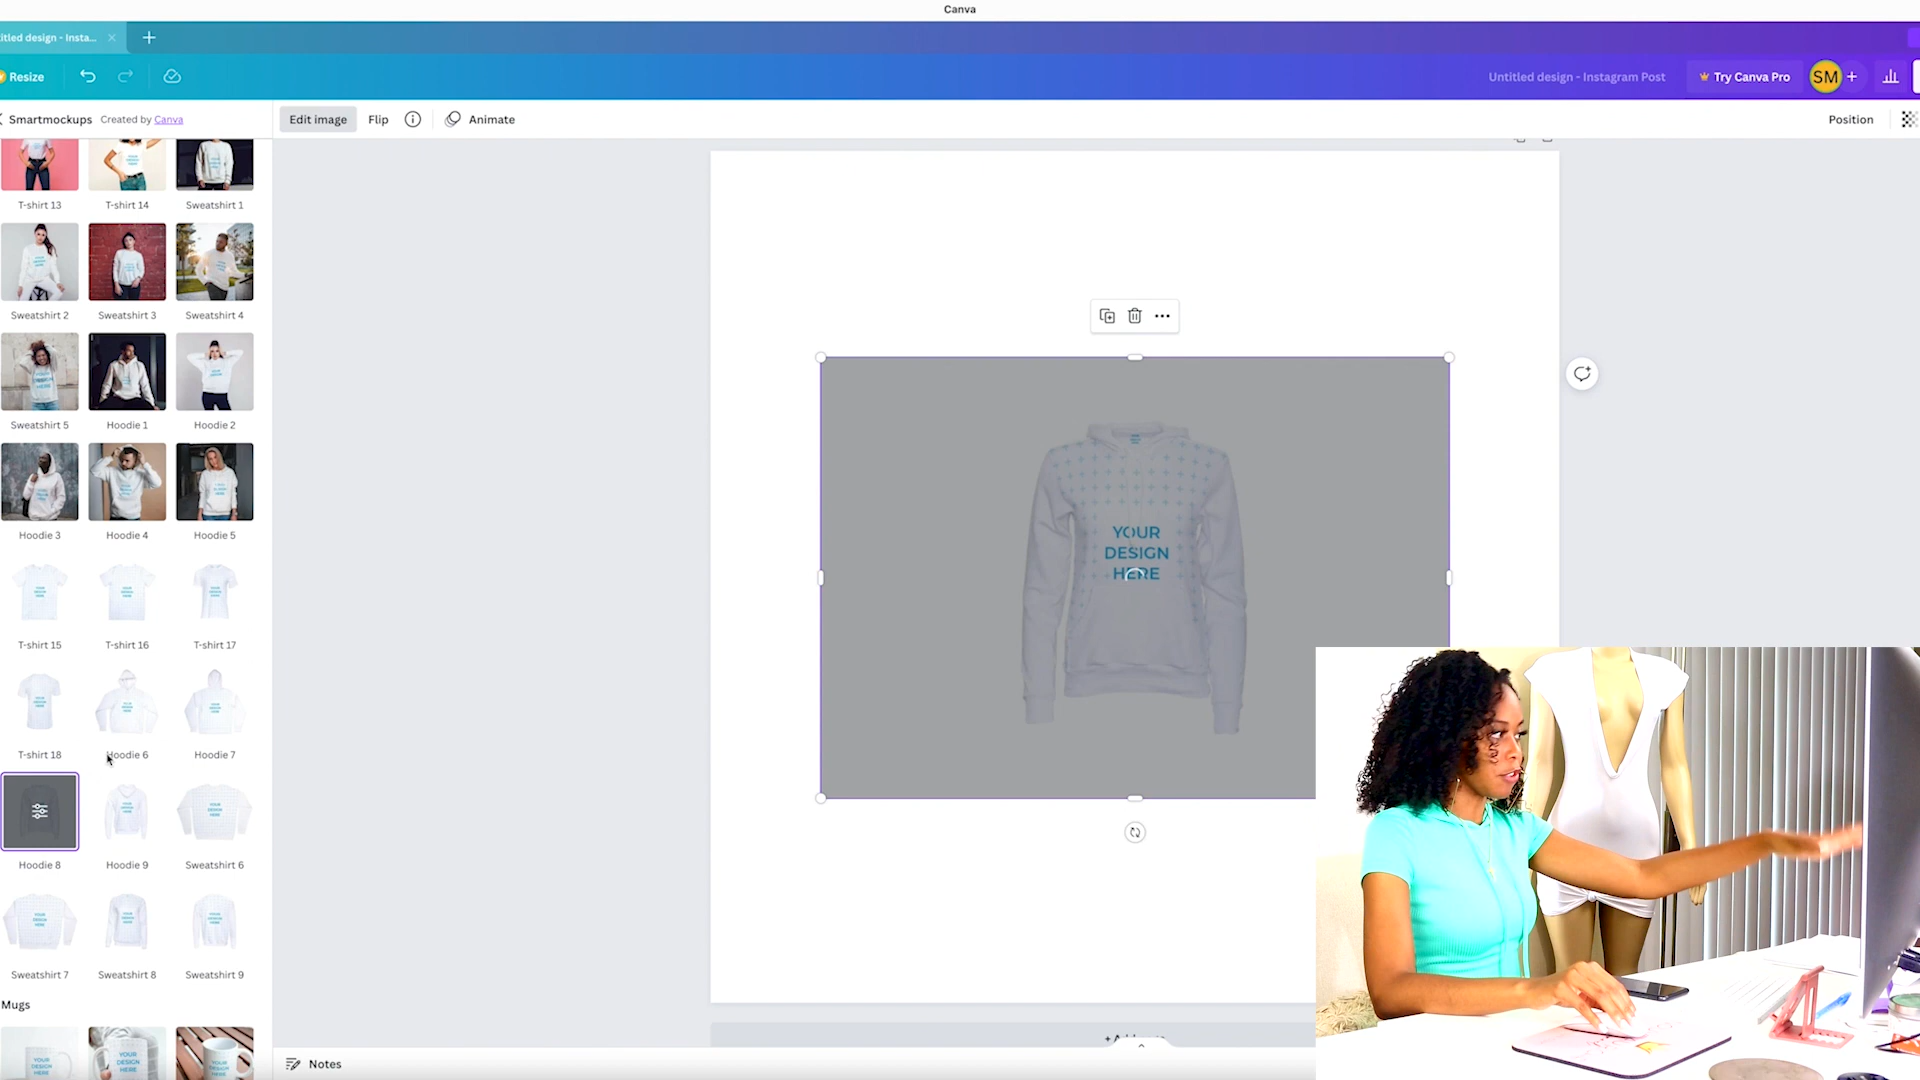 Canva
itled design - Insta...
Resize
Untitled design - Instagram Post
Try Canva Pro
SM
Smartmockups Created by Canva
Edit image
Flip
Animate
Position
T-shirt 13
T-shirt 14
Sweatshirt 1
Sweatshirt 2
Sweatshirt 3
Sweatshirt 4
Sweatshirt 5
Hoodie 1
Hoodie 2
Hoodie 3
Hoodie 4
Hoodie 5
T-shirt 15
T-shirt 16
T-shirt 17
T-shirt 18
Hoodie 6
Hoodie 7
Hoodie 8
Hoodie 9
Sweatshirt 6
Sweatshirt 7
Sweatshirt 8
Sweatshirt 9
Mugs
YOUR
DESIGN
HERE
YOUR
DESIGN
HERE
Notes